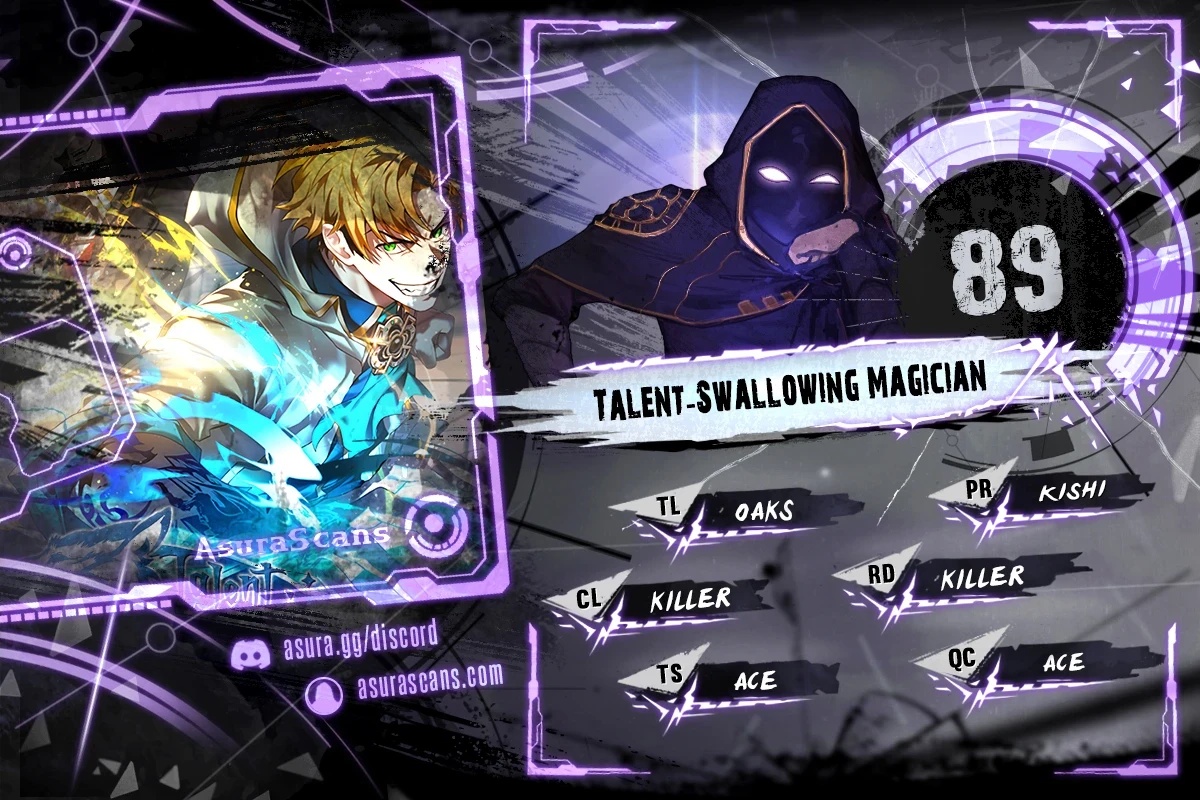 89
TALENT-SWALLOWING MAGICIAN
TL OAKS
PR KISHI
CL KILLER
RD KILLER
TS ACE
QC ACE
AsuraScans
Talent
asura.gg/discord
asurascans.com